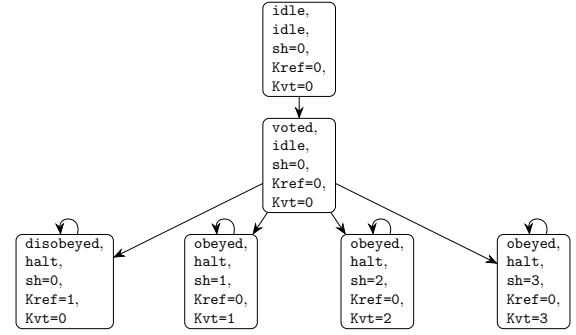 idle,
idle,
sh=0,
Kref=0,
Kvt=0
voted,
idle,
sh=0,
Kref=0,
Kvt=0
disobeyed,
halt,
sh=0,
Kref=1,
Kvt=0
obeyed,
halt,
sh=1,
Kref=0,
Kvt=1
obeyed,
halt,
sh=2,
Kref=0,
Kvt=2
obeyed,
halt,
sh=3,
Kref=0,
Kvt=3